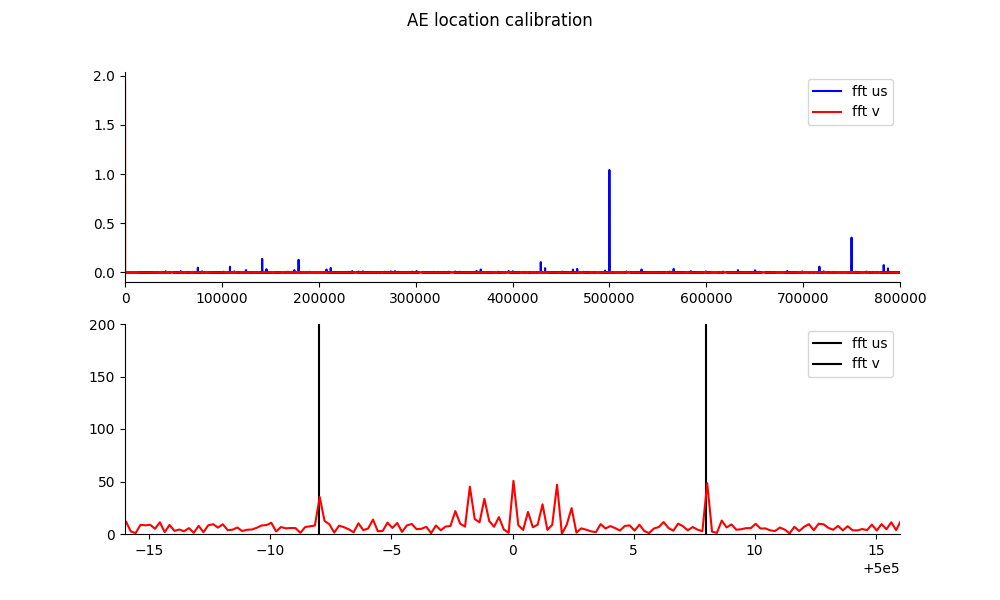 AE location calibration
2.0
1.5
1.0
0.5
0.0
fft us
fft v
0 100000 200000 300000 400000 500000 600000 700000 800000
200
150
100
50
0
fft us
fft v
−15 −10 −5 0 5 10 15
+5e5